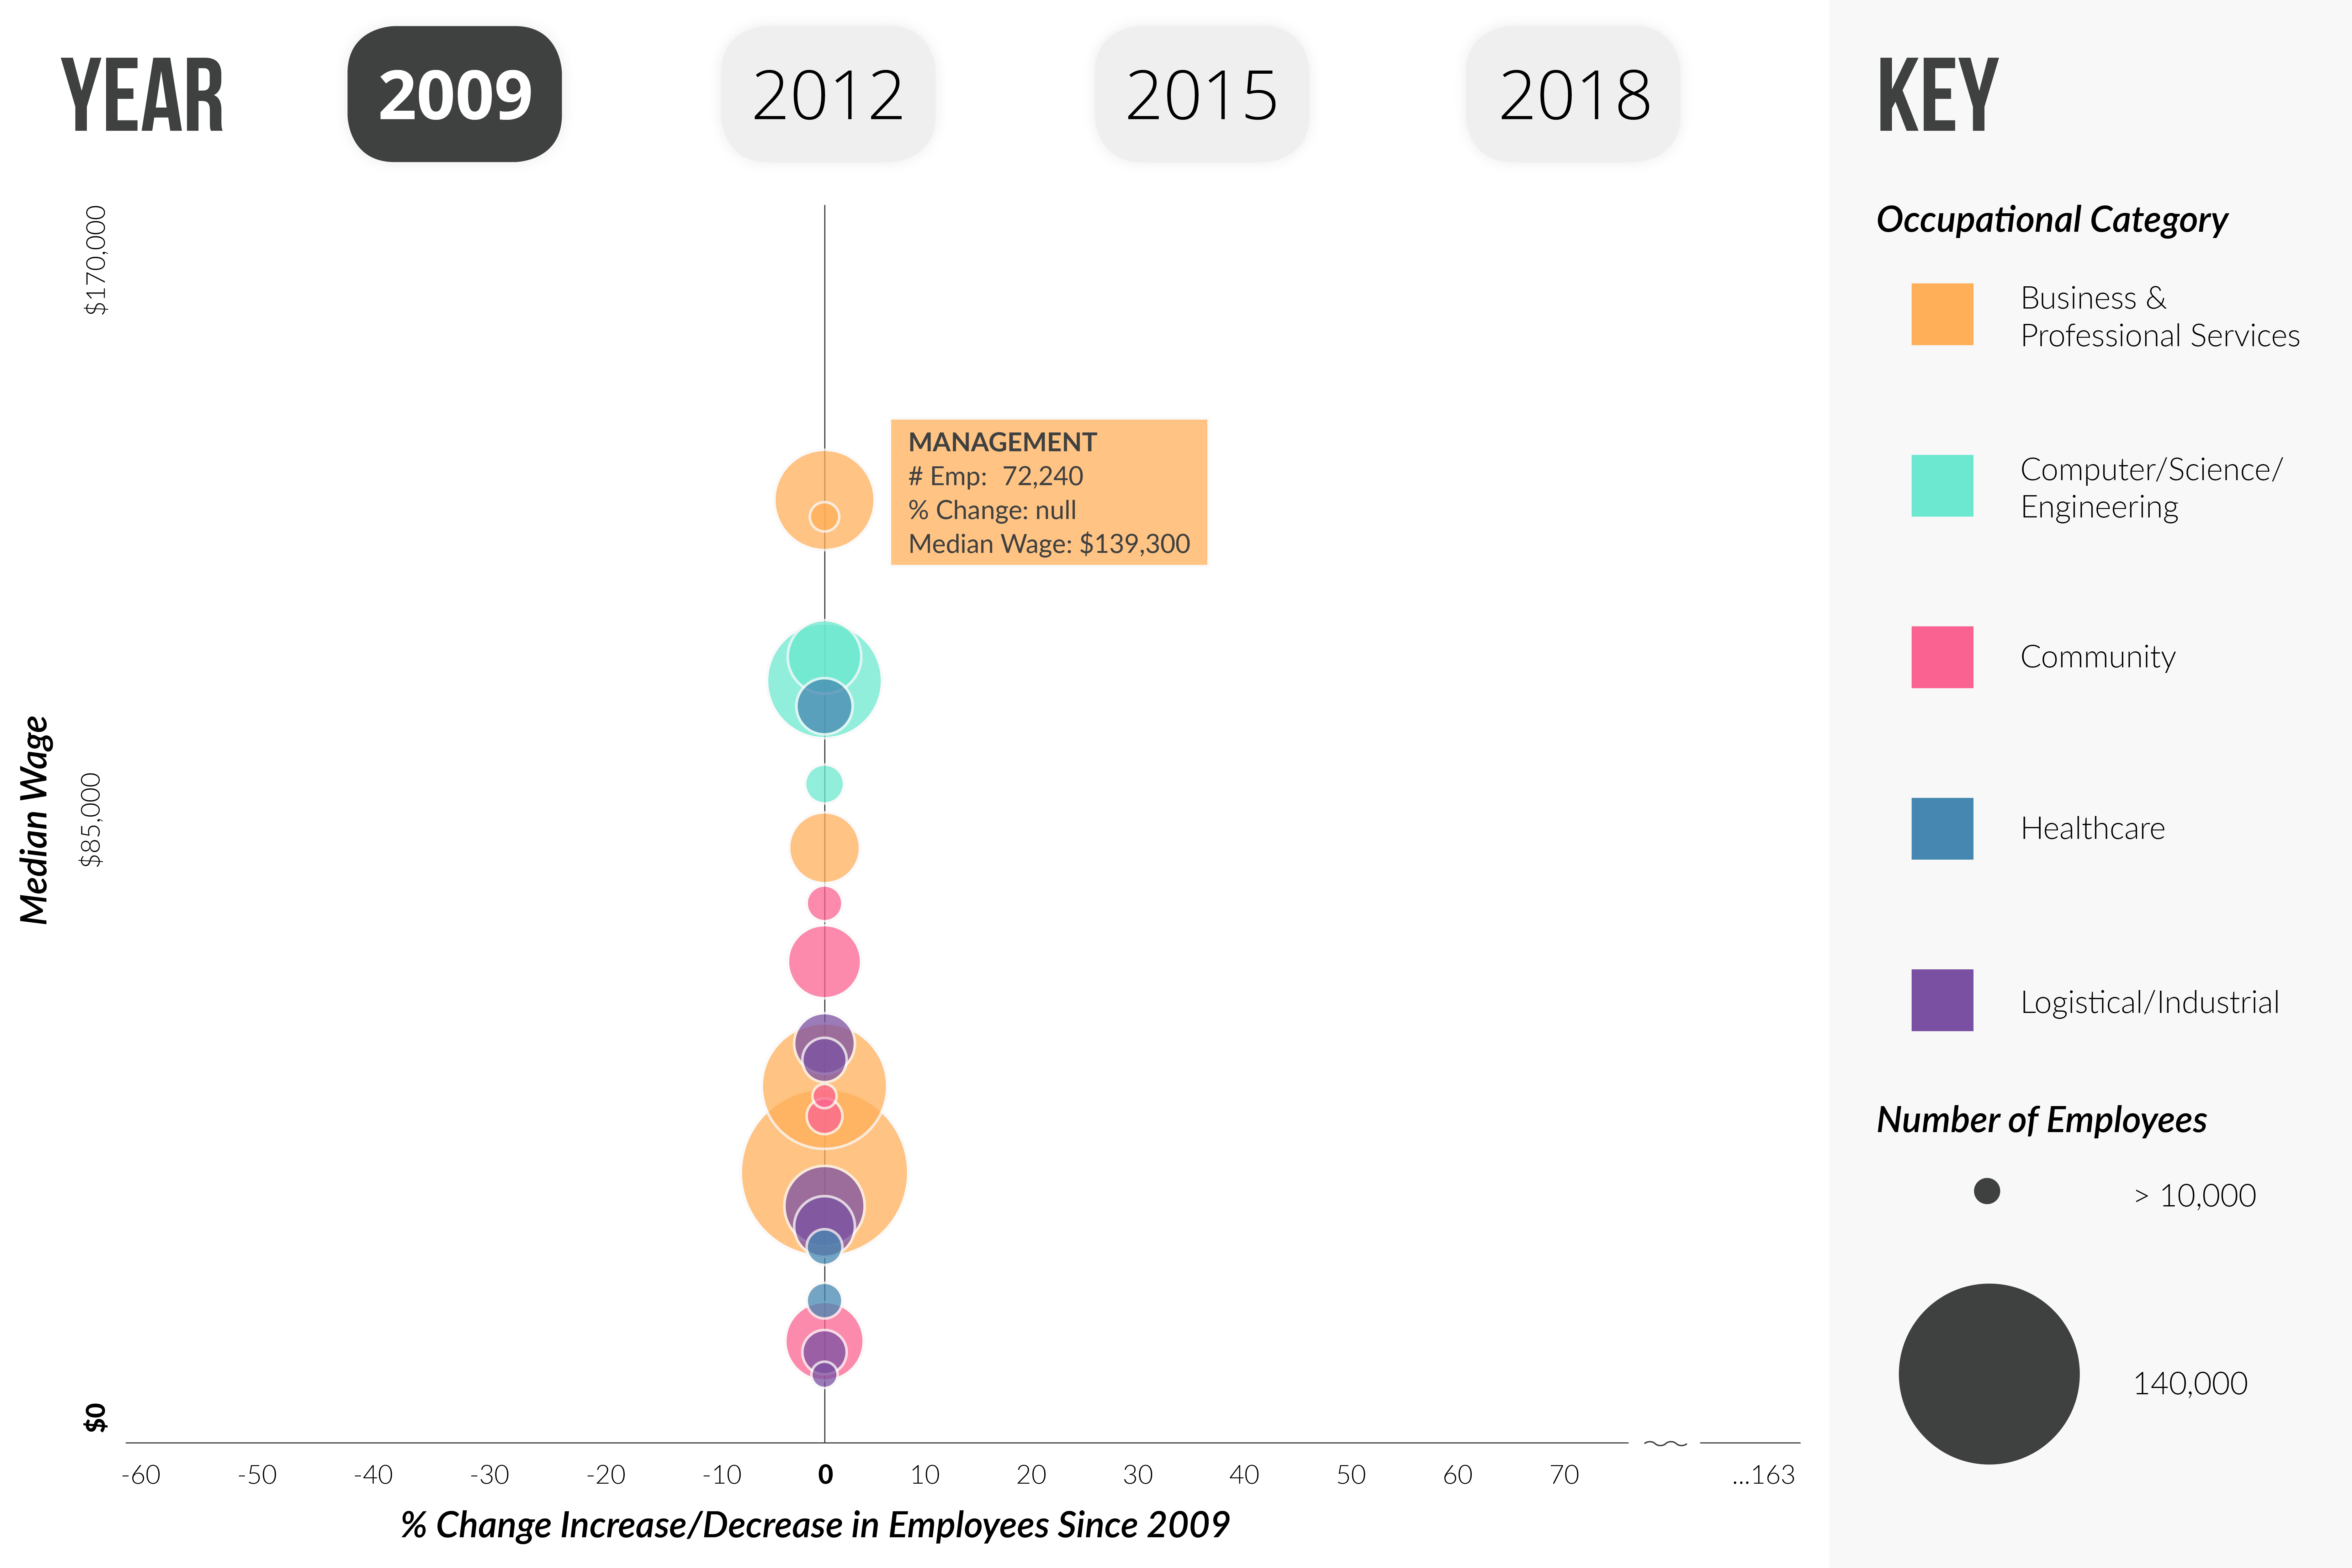 YEAR
2009
2012
2015
2018
$170,000
$85,000
$0
Median Wage
MANAGEMENT
# Emp: 72,240
% Change: null
Median Wage: $139,300
-60 -50 -40 -30 -20 -10 0 10 20 30 40 50 60 70 ...163
% Change Increase/Decrease in Employees Since 2009
KEY
Occupational Category
Business &
Professional Services
Computer/Science/
Engineering
Community
Healthcare
Logistical/Industrial
Number of Employees
> 10,000
140,000